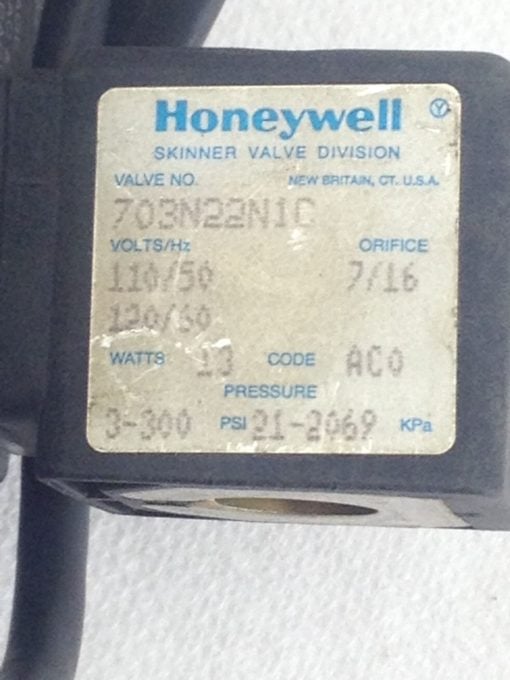 Honeywell
SKINNER VALVE DIVISION
VALVE NO. NEW BRITAIN, CT. U.S.A.
703N22N1C
VOLTS/Hz ORIFICE
110/50 7/16
120/60
WATTS 13 CODE AC0
PRESSURE
3-300 PSI 21-2069 KPa